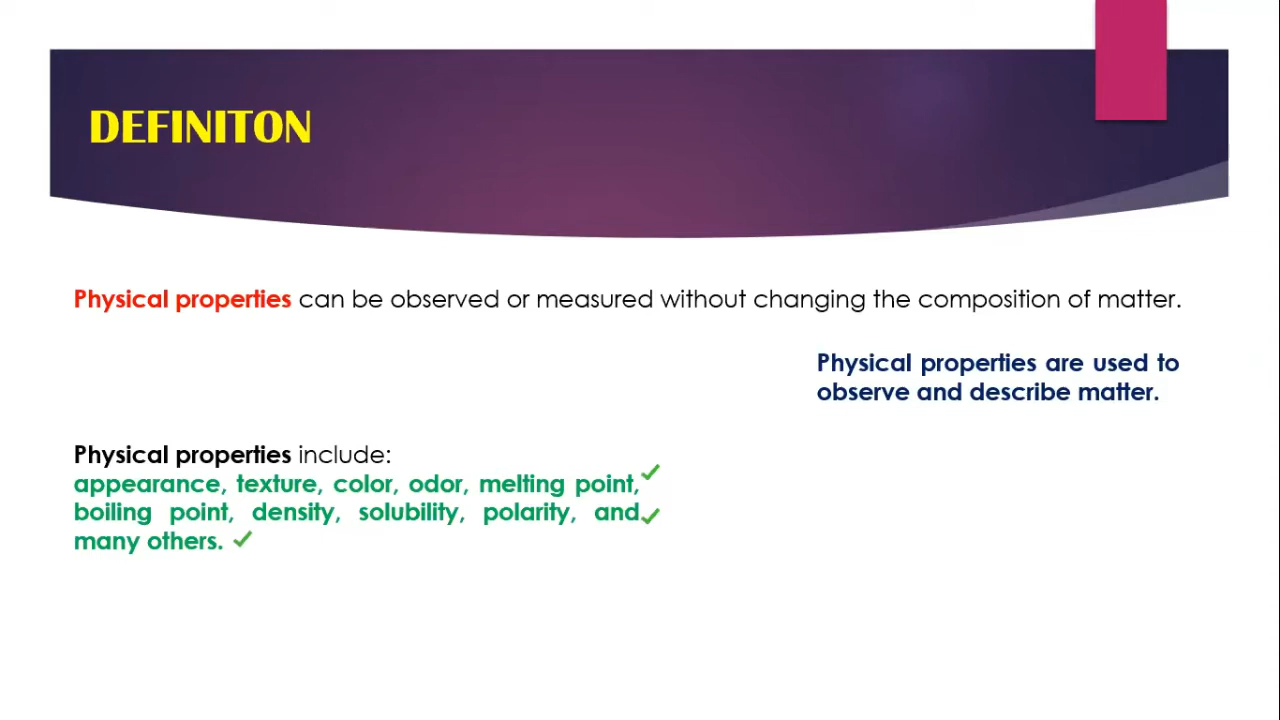 DEFINITON
Physical properties can be observed or measured without changing the composition of matter.
Physical properties are used to
observe and describe matter.
Physical properties include:
appearance, texture, color, odor, melting point,
boiling point, density, solubility, polarity, and
many others.